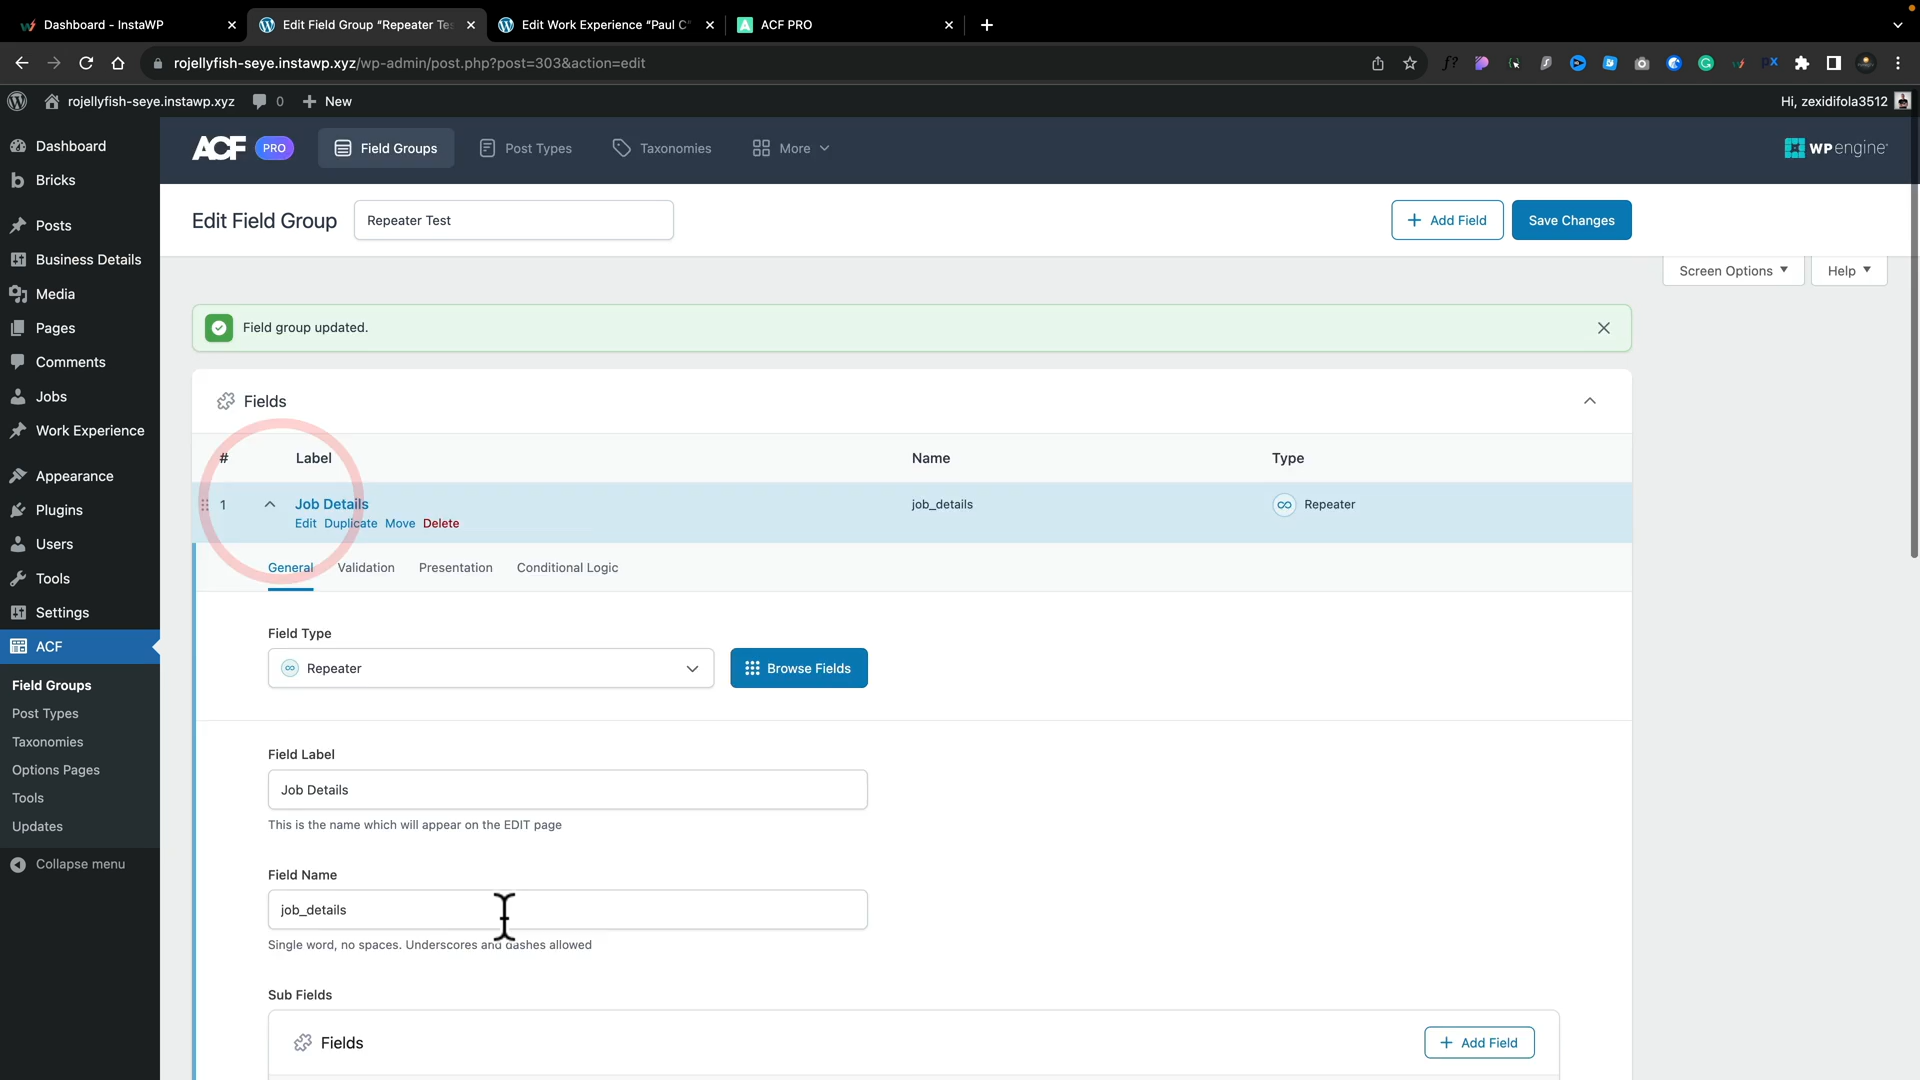 Dashboard - InstaWP
Edit Field Group “Repeater Te
Edit Work Experience “Paul C
ACF PRO
rojellyfish-seye.instawp.xyz/wp-admin/post.php?post=303&action=edit
rojellyfish-seye.instawp.xyz
0
New
Hi, zexidifola3512
Dashboard
Bricks
Posts
Business Details
Media
Pages
Comments
Jobs
Work Experience
Appearance
Plugins
Users
Tools
Settings
ACF
Field Groups
Post Types
Taxonomies
Options Pages
Tools
Updates
Collapse menu
ACF PRO
Field Groups
Post Types
Taxonomies
More
WPengine
Edit Field Group
Repeater Test
+ Add Field
Save Changes
Screen Options
Help
Field group updated.
Fields
# Label Name Type
1 Job Details job_details Repeater
Edit Duplicate Move Delete
General Validation Presentation Conditional Logic
Field Type
Repeater
Browse Fields
Field Label
Job Details
This is the name which will appear on the EDIT page
Field Name
job_details
Single word, no spaces. Underscores and dashes allowed
Sub Fields
Fields
+ Add Field